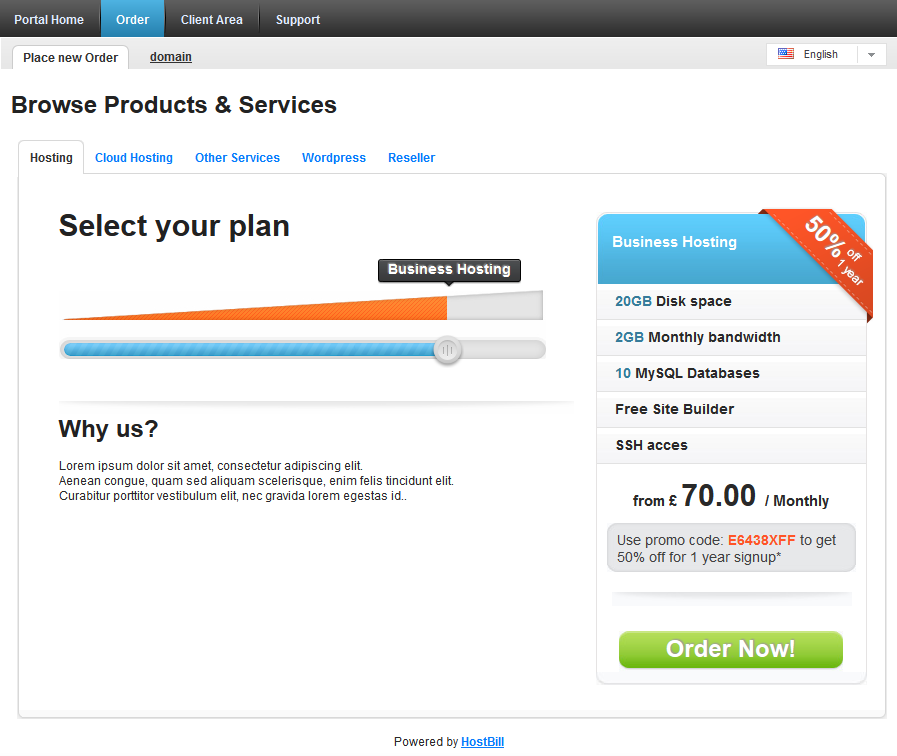 Portal Home Order Client Area Support
Place new Order domain English
Browse Products & Services
Hosting Cloud Hosting Other Services Wordpress Reseller
Select your plan
Business Hosting
Why us?
Lorem ipsum dolor sit amet, consectetur adipiscing elit.
Aenean congue, quam sed aliquam scelerisque, enim felis tincidunt elit.
Curabitur porttitor vestibulum elit, nec gravida lorem egestas id..
Business Hosting
50% off
1 year
20GB Disk space
2GB Monthly bandwidth
10 MySQL Databases
Free Site Builder
SSH acces
from £ 70.00 / Monthly
Use promo code: E6438XFF to get
50% off for 1 year signup*
Order Now!
Powered by HostBill